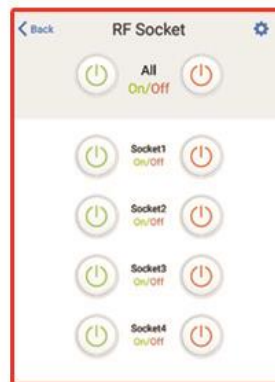 Back
RF Socket
All
On/Off
Socket1
On/Off
Socket2
On/Off
Socket3
On/Off
Socket4
On/Off